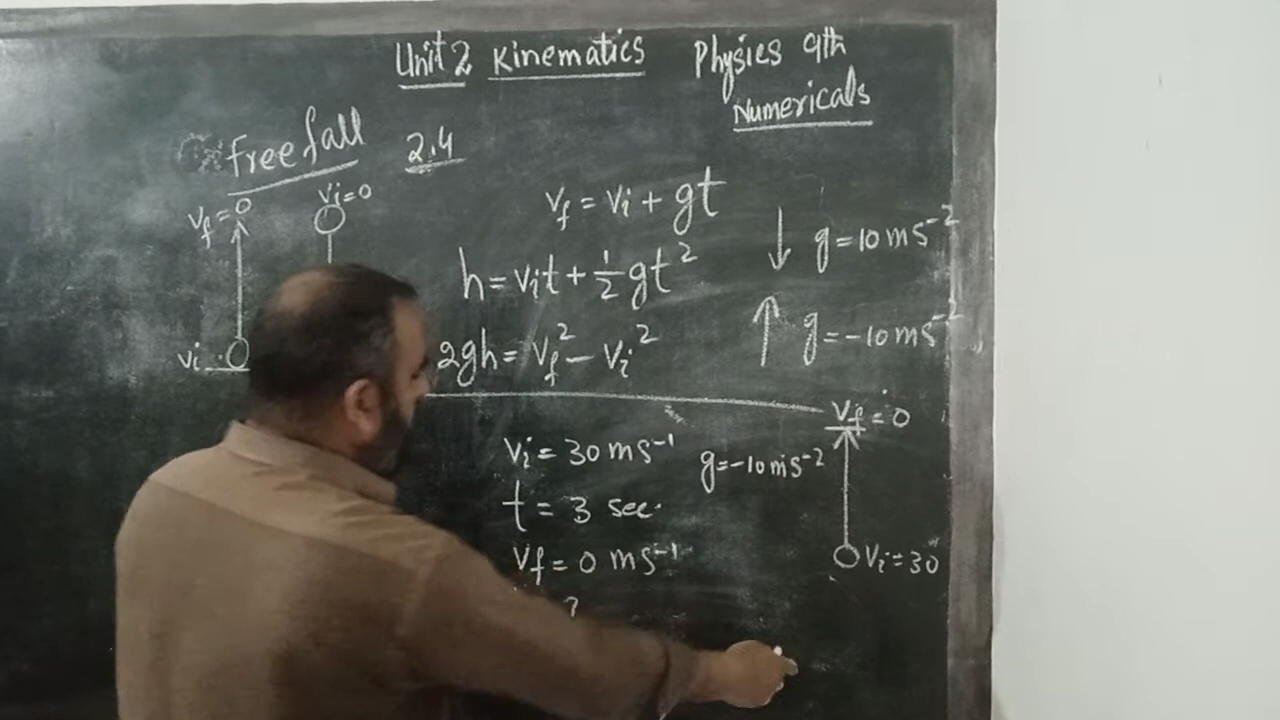 Unit 2 Kinematics Physics 9th
Numericals
free fall 2.4
Vf = 0 Vi = 0
Vi
Vf = Vi + gt
h = Vit + 1/2 gt²
2gh = Vf² - Vi²
↓ g = 10 ms⁻²
↑ g = -10 ms⁻²
Vi = 30 ms⁻¹ g = -10 ms⁻²
t = 3 sec.
Vf = 0 ms⁻¹
?
Vf = 0
Vi = 30